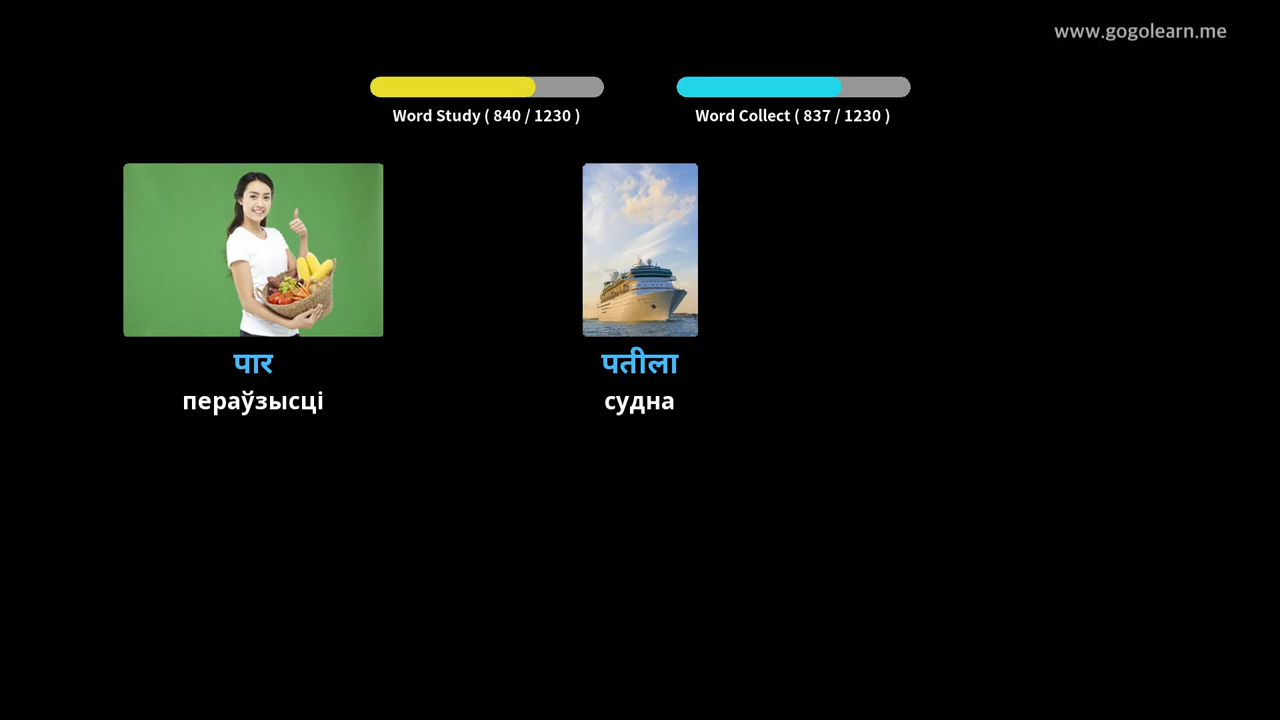 www.gogolearn.me
Word Study ( 840 / 1230 )
Word Collect ( 837 / 1230 )
पार
пераўзысці
पतीला
судна